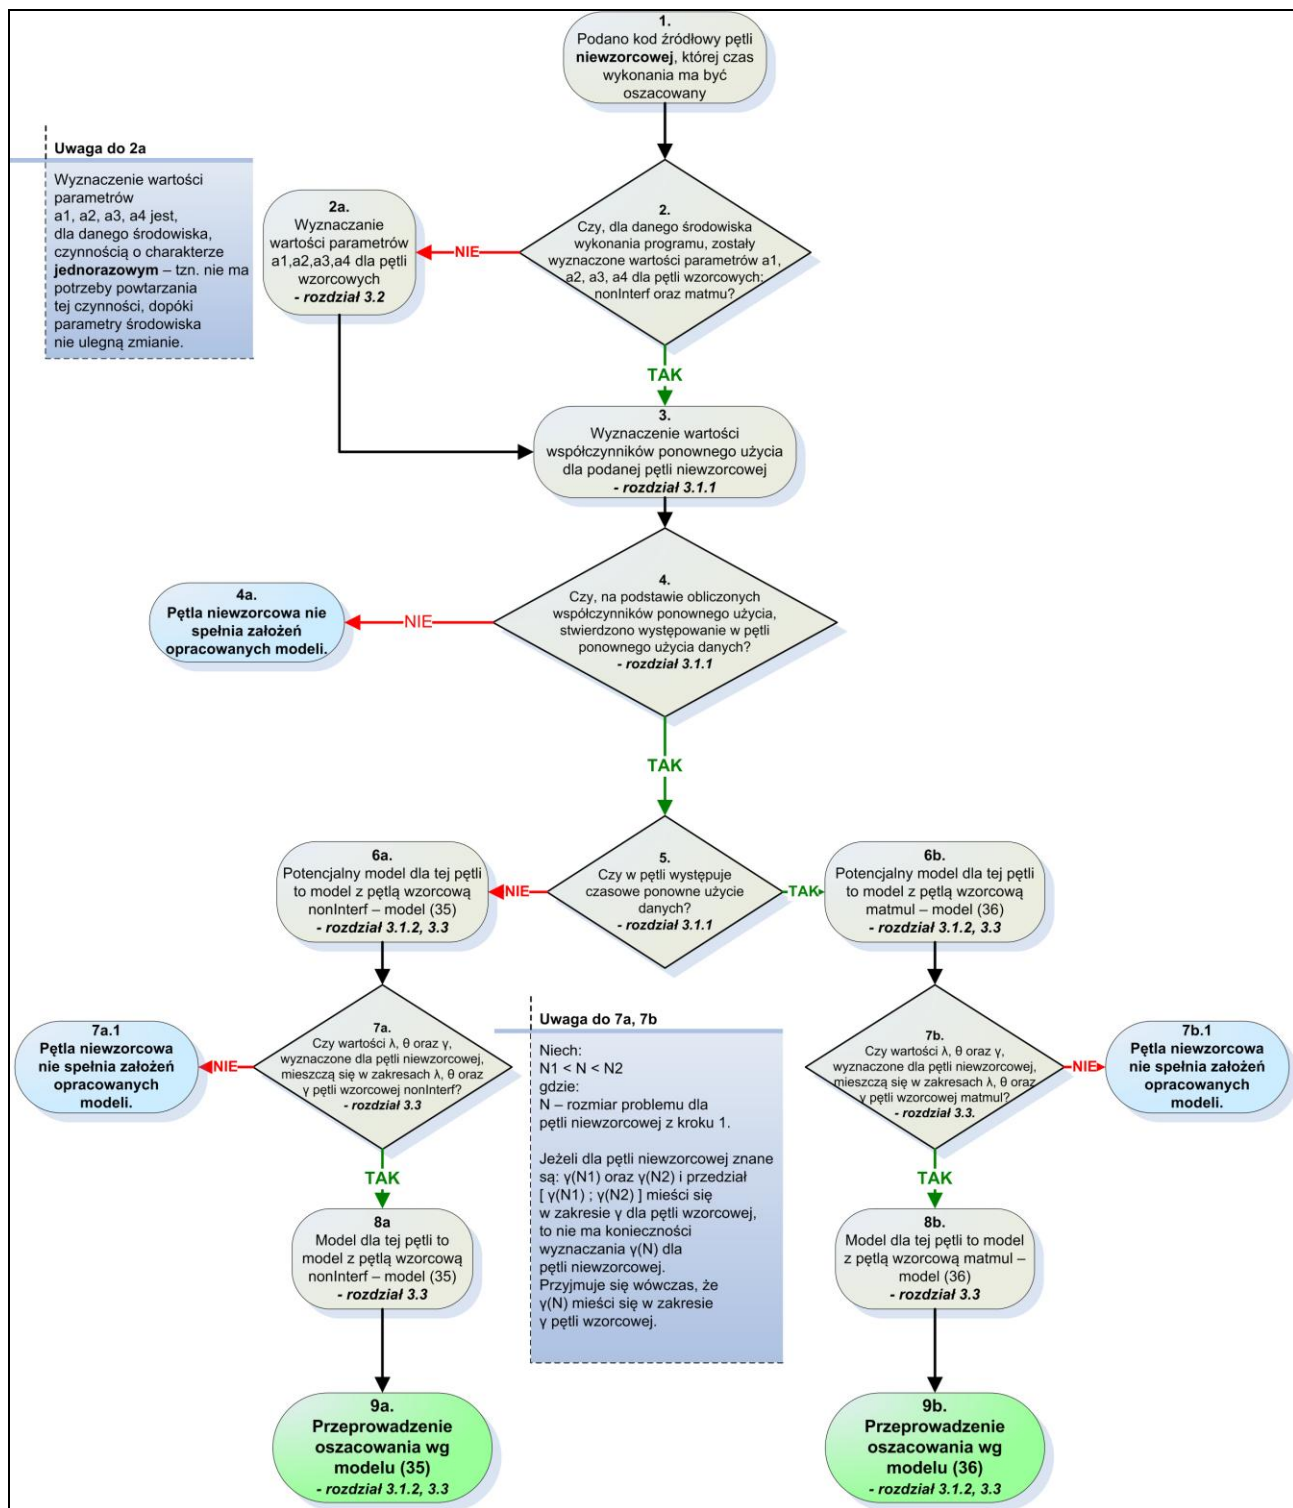 1.
Podano kod źródłowy pętli
niewzorcowej, której czas
wykonania ma być
oszacowany
Uwaga do 2a
Wyznaczenie wartości
parametrów
a1, a2, a3, a4 jest,
dla danego środowiska,
czynnością o charakterze
jednorazowym – tzn. nie ma
potrzeby powtarzania
tej czynności, dopóki
parametry środowiska
nie ulegną zmianie.
2a.
Wyznaczanie
wartości parametrów
a1,a2,a3,a4 dla pętli
wzorcowych
- rozdział 3.2
NIE
2.
Czy, dla danego środowiska
wykonania programu, zostały
wyznaczone wartości parametrów a1,
a2, a3, a4 dla pętli wzorcowych:
nonInterf oraz matmu?
TAK
3.
Wyznaczenie wartości
współczynników ponownego użycia
dla podanej pętli niewzorcowej
- rozdział 3.1.1
4a.
Pętla niewzorcowa nie
spełnia założeń
opracowanych modeli.
NIE
4.
Czy, na podstawie obliczonych
współczynników ponownego użycia,
stwierdzono występowanie w pętli
ponownego użycia danych?
- rozdział 3.1.1
TAK
6a.
Potencjalny model dla tej pętli
to model z pętlą wzorcową
nonInterf – model (35)
- rozdział 3.1.2, 3.3
NIE
5.
Czy w pętli występuje
czasowe ponowne użycie
danych?
- rozdział 3.1.1
TAK
6b.
Potencjalny model dla tej pętli
to model z pętlą wzorcową
matmul – model (36)
- rozdział 3.1.2, 3.3
7a.1
Pętla niewzorcowa
nie spełnia założeń
opracowanych
modeli.
NIE
7a.
Czy wartości λ, θ oraz γ,
wyznaczone dla pętli niewzorcowej,
mieszczą się w zakresach λ, θ oraz
γ pętli wzorcowej nonInterf?
- rozdział 3.3
TAK
Uwaga do 7a, 7b
Niech:
N1 < N < N2
gdzie:
N – rozmiar problemu dla
pętli niewzorcowej z kroku 1.
Jeżeli dla pętli niewzorcowej znane
są: γ(N1) oraz γ(N2) i przedział
[ γ(N1) ; γ(N2) ] mieści się
w zakresie γ dla pętli wzorcowej,
to nie ma konieczności
wyznaczania γ(N) dla
pętli niewzorcowej.
Przyjmuje się wówczas, że
γ(N) mieści się w zakresie
γ pętli wzorcowej.
7b.
Czy wartości λ, θ oraz γ,
wyznaczone dla pętli niewzorcowej,
mieszczą się w zakresach λ, θ oraz
γ pętli wzorcowej matmul?
- rozdział 3.3.
NIE
7b.1
Pętla niewzorcowa
nie spełnia założeń
opracowanych
modeli.
TAK
8a
Model dla tej pętli to
model z pętlą wzorcową
nonInterf – model (35)
- rozdział 3.3
8b.
Model dla tej pętli to model
z pętlą wzorcową matmul –
model (36)
- rozdział 3.3
9a.
Przeprowadzenie
oszacowania wg
modelu (35)
- rozdział 3.1.2, 3.3
9b.
Przeprowadzenie
oszacowania wg
modelu (36)
- rozdział 3.1.2, 3.3